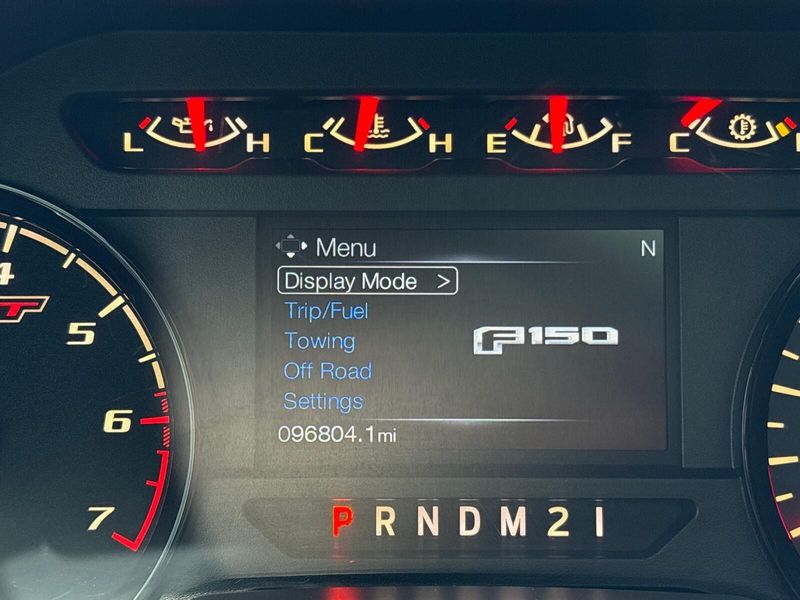 L H C H E F C
Menu N
Display Mode >
Trip/Fuel
Towing
F150
Off Road
Settings
096804.1mi
4
5
6
7
P R N D M 2 1